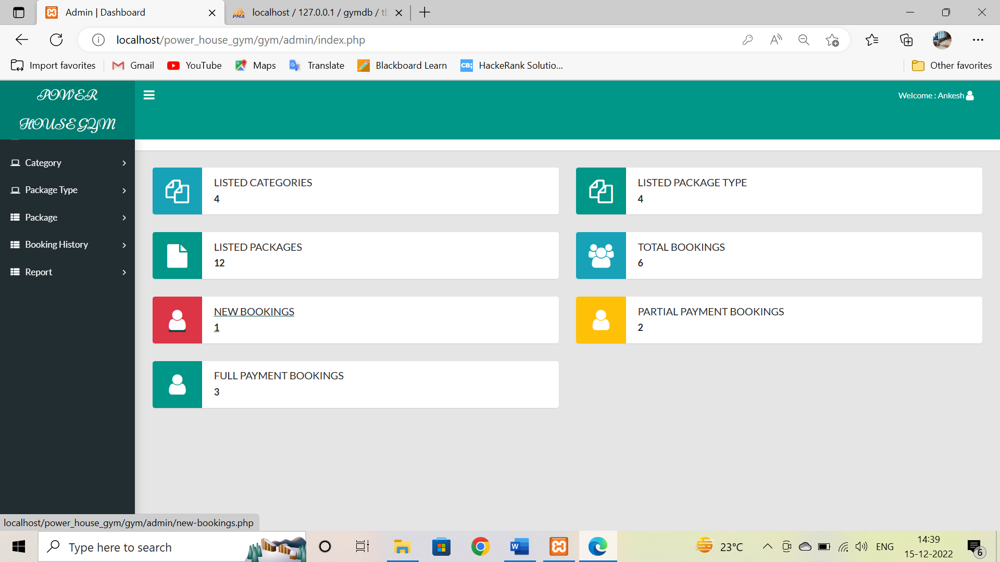 Admin | Dashboard
localhost / 127.0.0.1 / gymdb / tb
localhost/power_house_gym/gym/admin/index.php
Import favorites
Gmail
YouTube
Maps
Translate
Blackboard Learn
HackeRank Solutio...
Other favorites
POWER
HOUSE GYM
Welcome : Ankesh
Category
Package Type
Package
Booking History
Report
LISTED CATEGORIES
4
LISTED PACKAGE TYPE
4
LISTED PACKAGES
12
TOTAL BOOKINGS
6
NEW BOOKINGS
1
PARTIAL PAYMENT BOOKINGS
2
FULL PAYMENT BOOKINGS
3
localhost/power_house_gym/gym/admin/new-bookings.php
Type here to search
23°C
ENG
14:39
15-12-2022
6